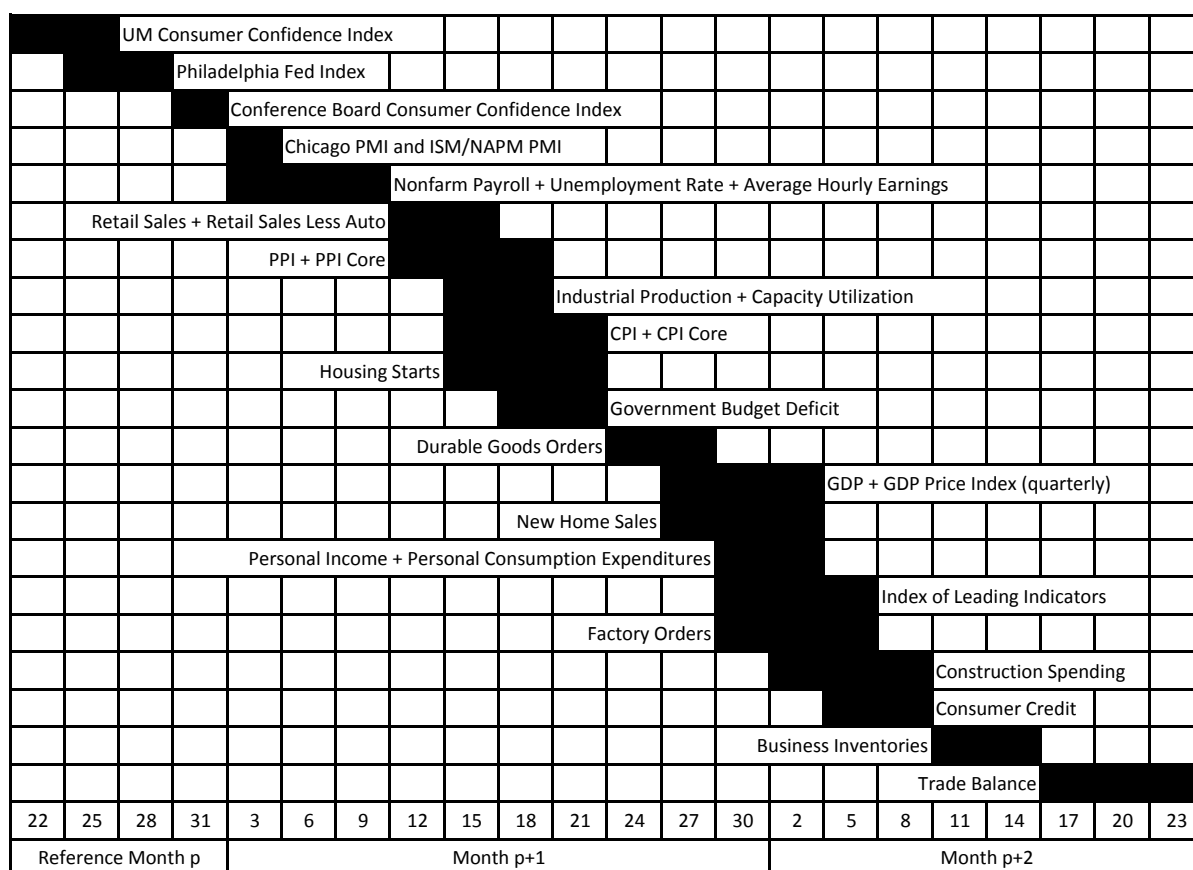 UM Consumer Confidence Index
Philadelphia Fed Index
Conference Board Consumer Confidence Index
Chicago PMI and ISM/NAPM PMI
Nonfarm Payroll + Unemployment Rate + Average Hourly Earnings
Retail Sales + Retail Sales Less Auto
PPI + PPI Core
Industrial Production + Capacity Utilization
CPI + CPI Core
Housing Starts
Government Budget Deficit
Durable Goods Orders
GDP + GDP Price Index (quarterly)
New Home Sales
Personal Income + Personal Consumption Expenditures
Index of Leading Indicators
Factory Orders
Construction Spending
Consumer Credit
Business Inventories
Trade Balance
22 25 28 31 3 6 9 12 15 18 21 24 27 30 2 5 8 11 14 17 20 23
Reference Month p Month p+1 Month p+2